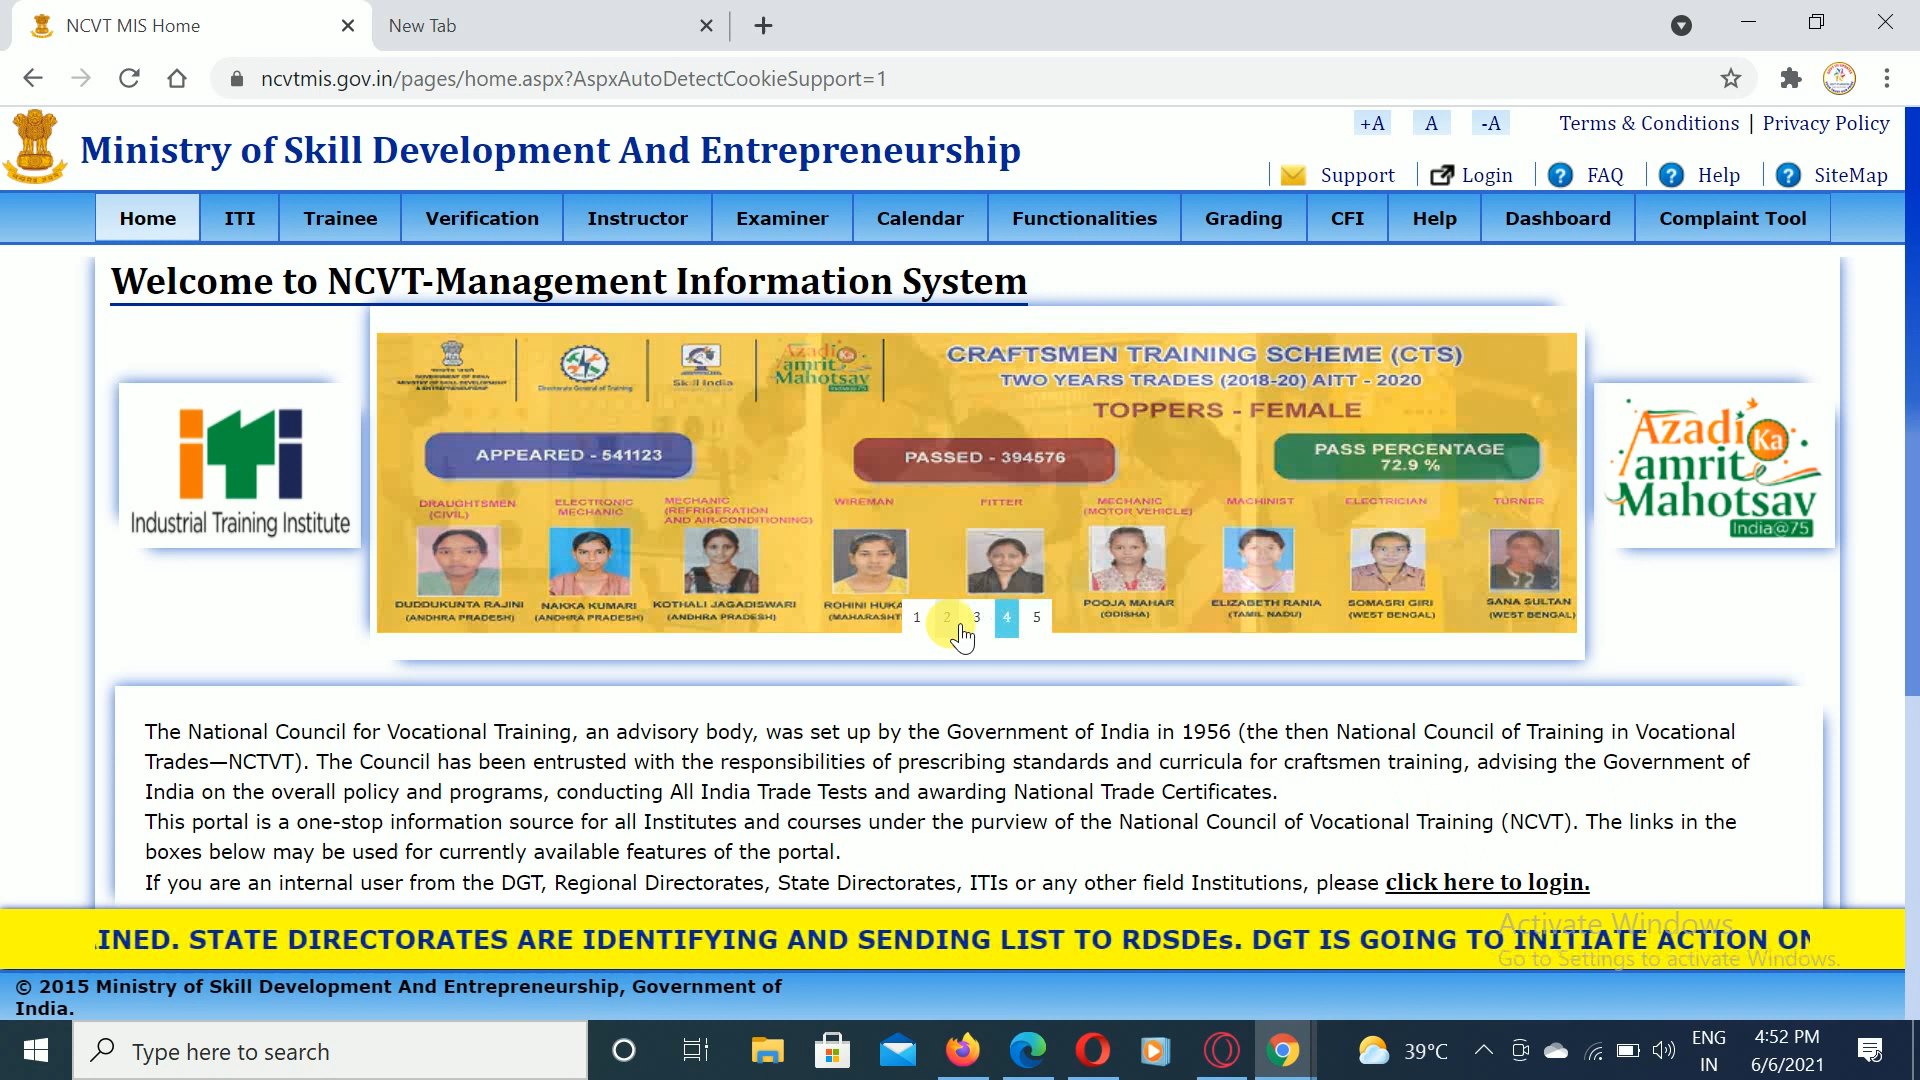 NCVT MIS Home
New Tab
ncvtmis.gov.in/pages/home.aspx?AspxAutoDetectCookieSupport=1
+A A -A Terms & Conditions | Privacy Policy
Ministry of Skill Development And Entrepreneurship
Support Login FAQ Help SiteMap
Home ITI Trainee Verification Instructor Examiner Calendar Functionalities Grading CFI Help Dashboard Complaint Tool
Welcome to NCVT-Management Information System
iTi
Industrial Training Institute
Directorate General of Training
Skill India
Azadi Ka
amrit
Mahotsav
CRAFTSMEN TRAINING SCHEME (CTS)
TWO YEARS TRADES (2018-20) AITT - 2020
TOPPERS - FEMALE
APPEARED - 541123
PASSED - 394576
PASS PERCENTAGE
72.9 %
DRAUGHTSMEN
(CIVIL)
ELECTRONIC
MECHANIC
MECHANIC
(REFRIGERATION
AND AIR-CONDITIONING)
WIREMAN
FITTER
MECHANIC
(MOTOR VEHICLE)
MACHINIST
ELECTRICIAN
TURNER
DUDDUKUNTA RAJINI
(ANDHRA PRADESH)
NAKKA KUMARI
(ANDHRA PRADESH)
KOTHALI JAGADISWARI
(ANDHRA PRADESH)
ROHINI HUKA
(MAHARASHT
POOJA MAHAR
(ODISHA)
ELIZABETH RANIA
(TAMIL NADU)
SOMASRI GIRI
(WEST BENGAL)
SANA SULTAN
(WEST BENGAL)
1 2 3 4 5
Azadi Ka
amrit
Mahotsav
India@75
The National Council for Vocational Training, an advisory body, was set up by the Government of India in 1956 (the then National Council of Training in Vocational
Trades—NCTVT). The Council has been entrusted with the responsibilities of prescribing standards and curricula for craftsmen training, advising the Government of
India on the overall policy and programs, conducting All India Trade Tests and awarding National Trade Certificates.
This portal is a one-stop information source for all Institutes and courses under the purview of the National Council of Vocational Training (NCVT). The links in the
boxes below may be used for currently available features of the portal.
If you are an internal user from the DGT, Regional Directorates, State Directorates, ITIs or any other field Institutions, please click here to login.
INED. STATE DIRECTORATES ARE IDENTIFYING AND SENDING LIST TO RDSDEs. DGT IS GOING TO INITIATE ACTION ON
Activate Windows
Go to Settings to activate Windows.
© 2015 Ministry of Skill Development And Entrepreneurship, Government of
India.
Type here to search
39°C
ENG
IN
4:52 PM
6/6/2021